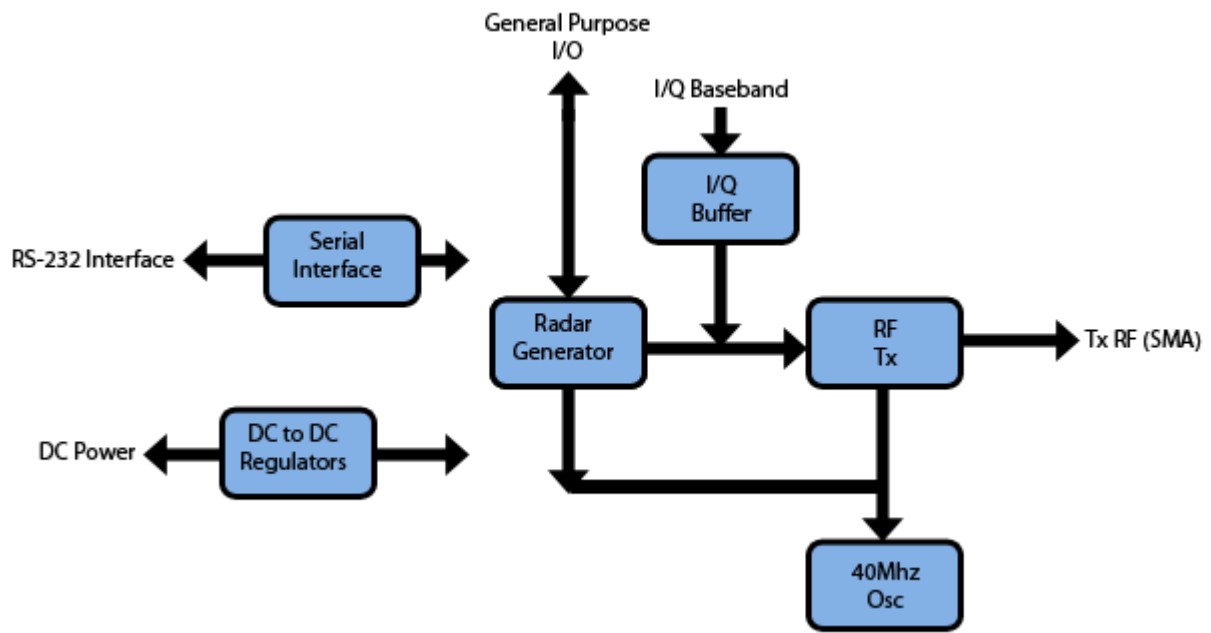 General Purpose
I/O
I/Q Baseband
I/Q
Buffer
Serial
Interface
RS-232 Interface
Radar
Generator
RF
Tx
Tx RF (SMA)
DC to DC
Regulators
DC Power
40Mhz
Osc